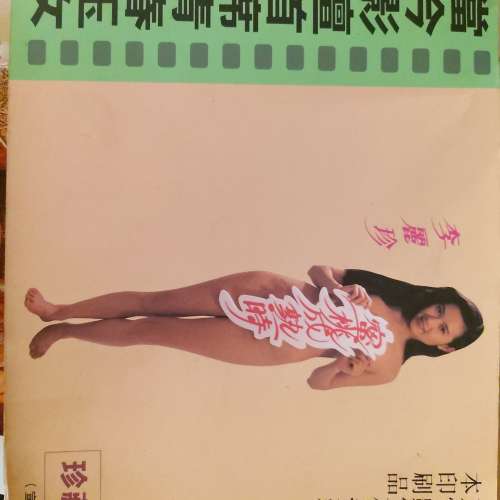 當今影壇首席青春玉女
李麗珍
蜜桃成熟時
本印刷品
珍藏